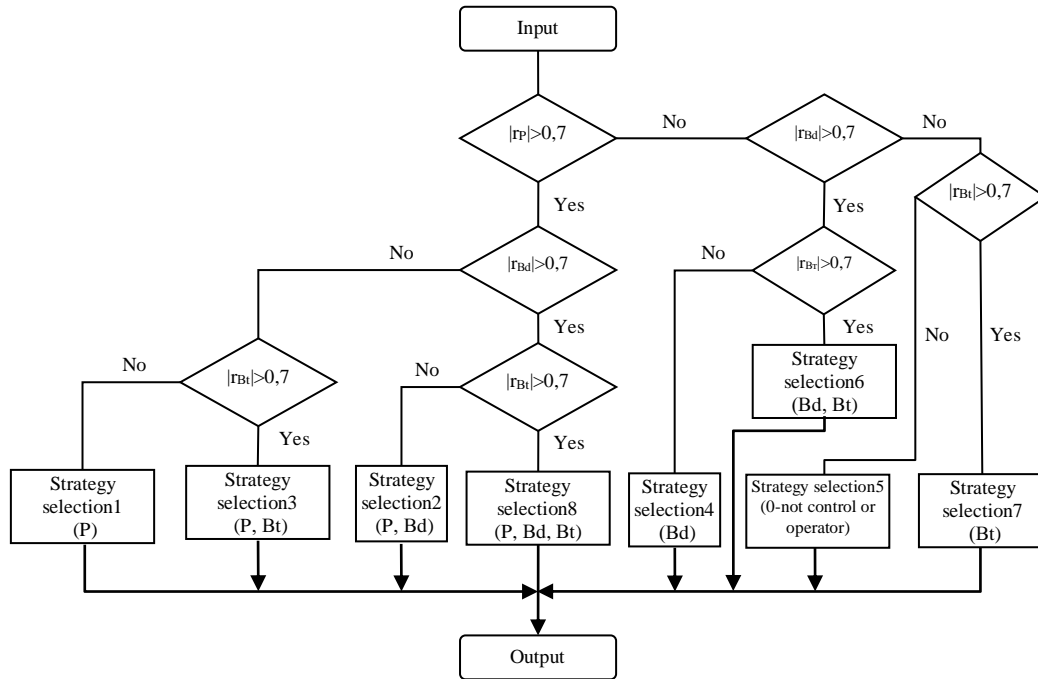 Input
|rP|>0,7
No
|rBd|>0,7
No
|rBt|>0,7
Yes
Yes
No
|rBd|>0,7
No
|rBт|>0,7
Yes
Yes
No
Yes
No
|rBt|>0,7
No
|rBt|>0,7
Strategy
selection6
(Bd, Bt)
Yes
Yes
Strategy
selection1
(P)
Strategy
selection3
(P, Bt)
Strategy
selection2
(P, Bd)
Strategy
selection8
(P, Bd, Bt)
Strategy
selection4
(Bd)
Strategy selection5
(0-not control or
operator)
Strategy
selection7
(Bt)
Output